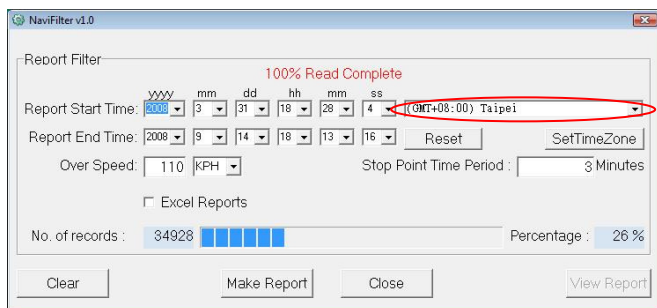 NaviFilter v1.0
Report Filter
100% Read Complete
yyyy mm dd hh mm ss
Report Start Time: 2008 3 31 18 28 4 (GMT+08:00) Taipei
Report End Time: 2008 9 14 18 13 16 Reset SetTimeZone
Over Speed: 110 KPH Stop Point Time Period : 3 Minutes
Excel Reports
No. of records : 34928 Percentage : 26 %
Clear Make Report Close View Report